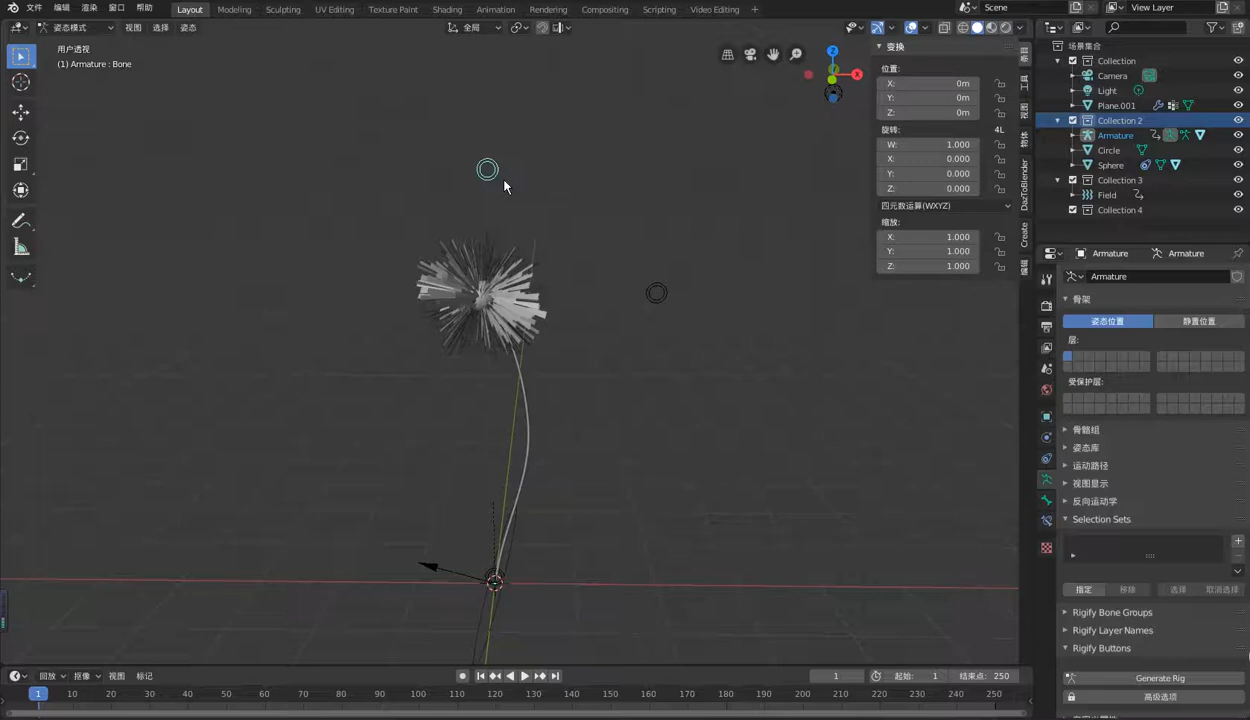 文件 编辑 渲染 窗口 帮助 Layout Modeling Sculpting UV Editing Texture Paint Shading Animation Rendering Compositing Scripting Video Editing Scene View Layer
姿态模式 视图 选择 姿态 全局
用户透视
(1) Armature : Bone
Z
X
变换
位置:
X: 0m
Y: 0m
Z: 0m
旋转: 4L
W: 1.000
X: 0.000
Y: 0.000
Z: 0.000
四元数运算(WXYZ)
缩放:
X: 1.000
Y: 1.000
Z: 1.000
条目
工具
视图
物体
DazToBlender
Create
编辑
场景集合
Collection
Camera
Light
Plane.001
Collection 2
Armature
Circle
Sphere
Collection 3
Field
Collection 4
Armature Armature
Armature
骨架
姿态位置 静置位置
层:
受保护层:
骨骼组
姿态库
运动路径
视图显示
反向运动学
Selection Sets
指定 移除 选择 取消选择
Rigify Bone Groups
Rigify Layer Names
Rigify Buttons
Generate Rig
高级选项
回放 抠像 视图 标记 1 起始: 1 结束点: 250
1 10 20 30 40 50 60 70 80 90 100 110 120 130 140 150 160 170 180 190 200 210 220 230 240 250